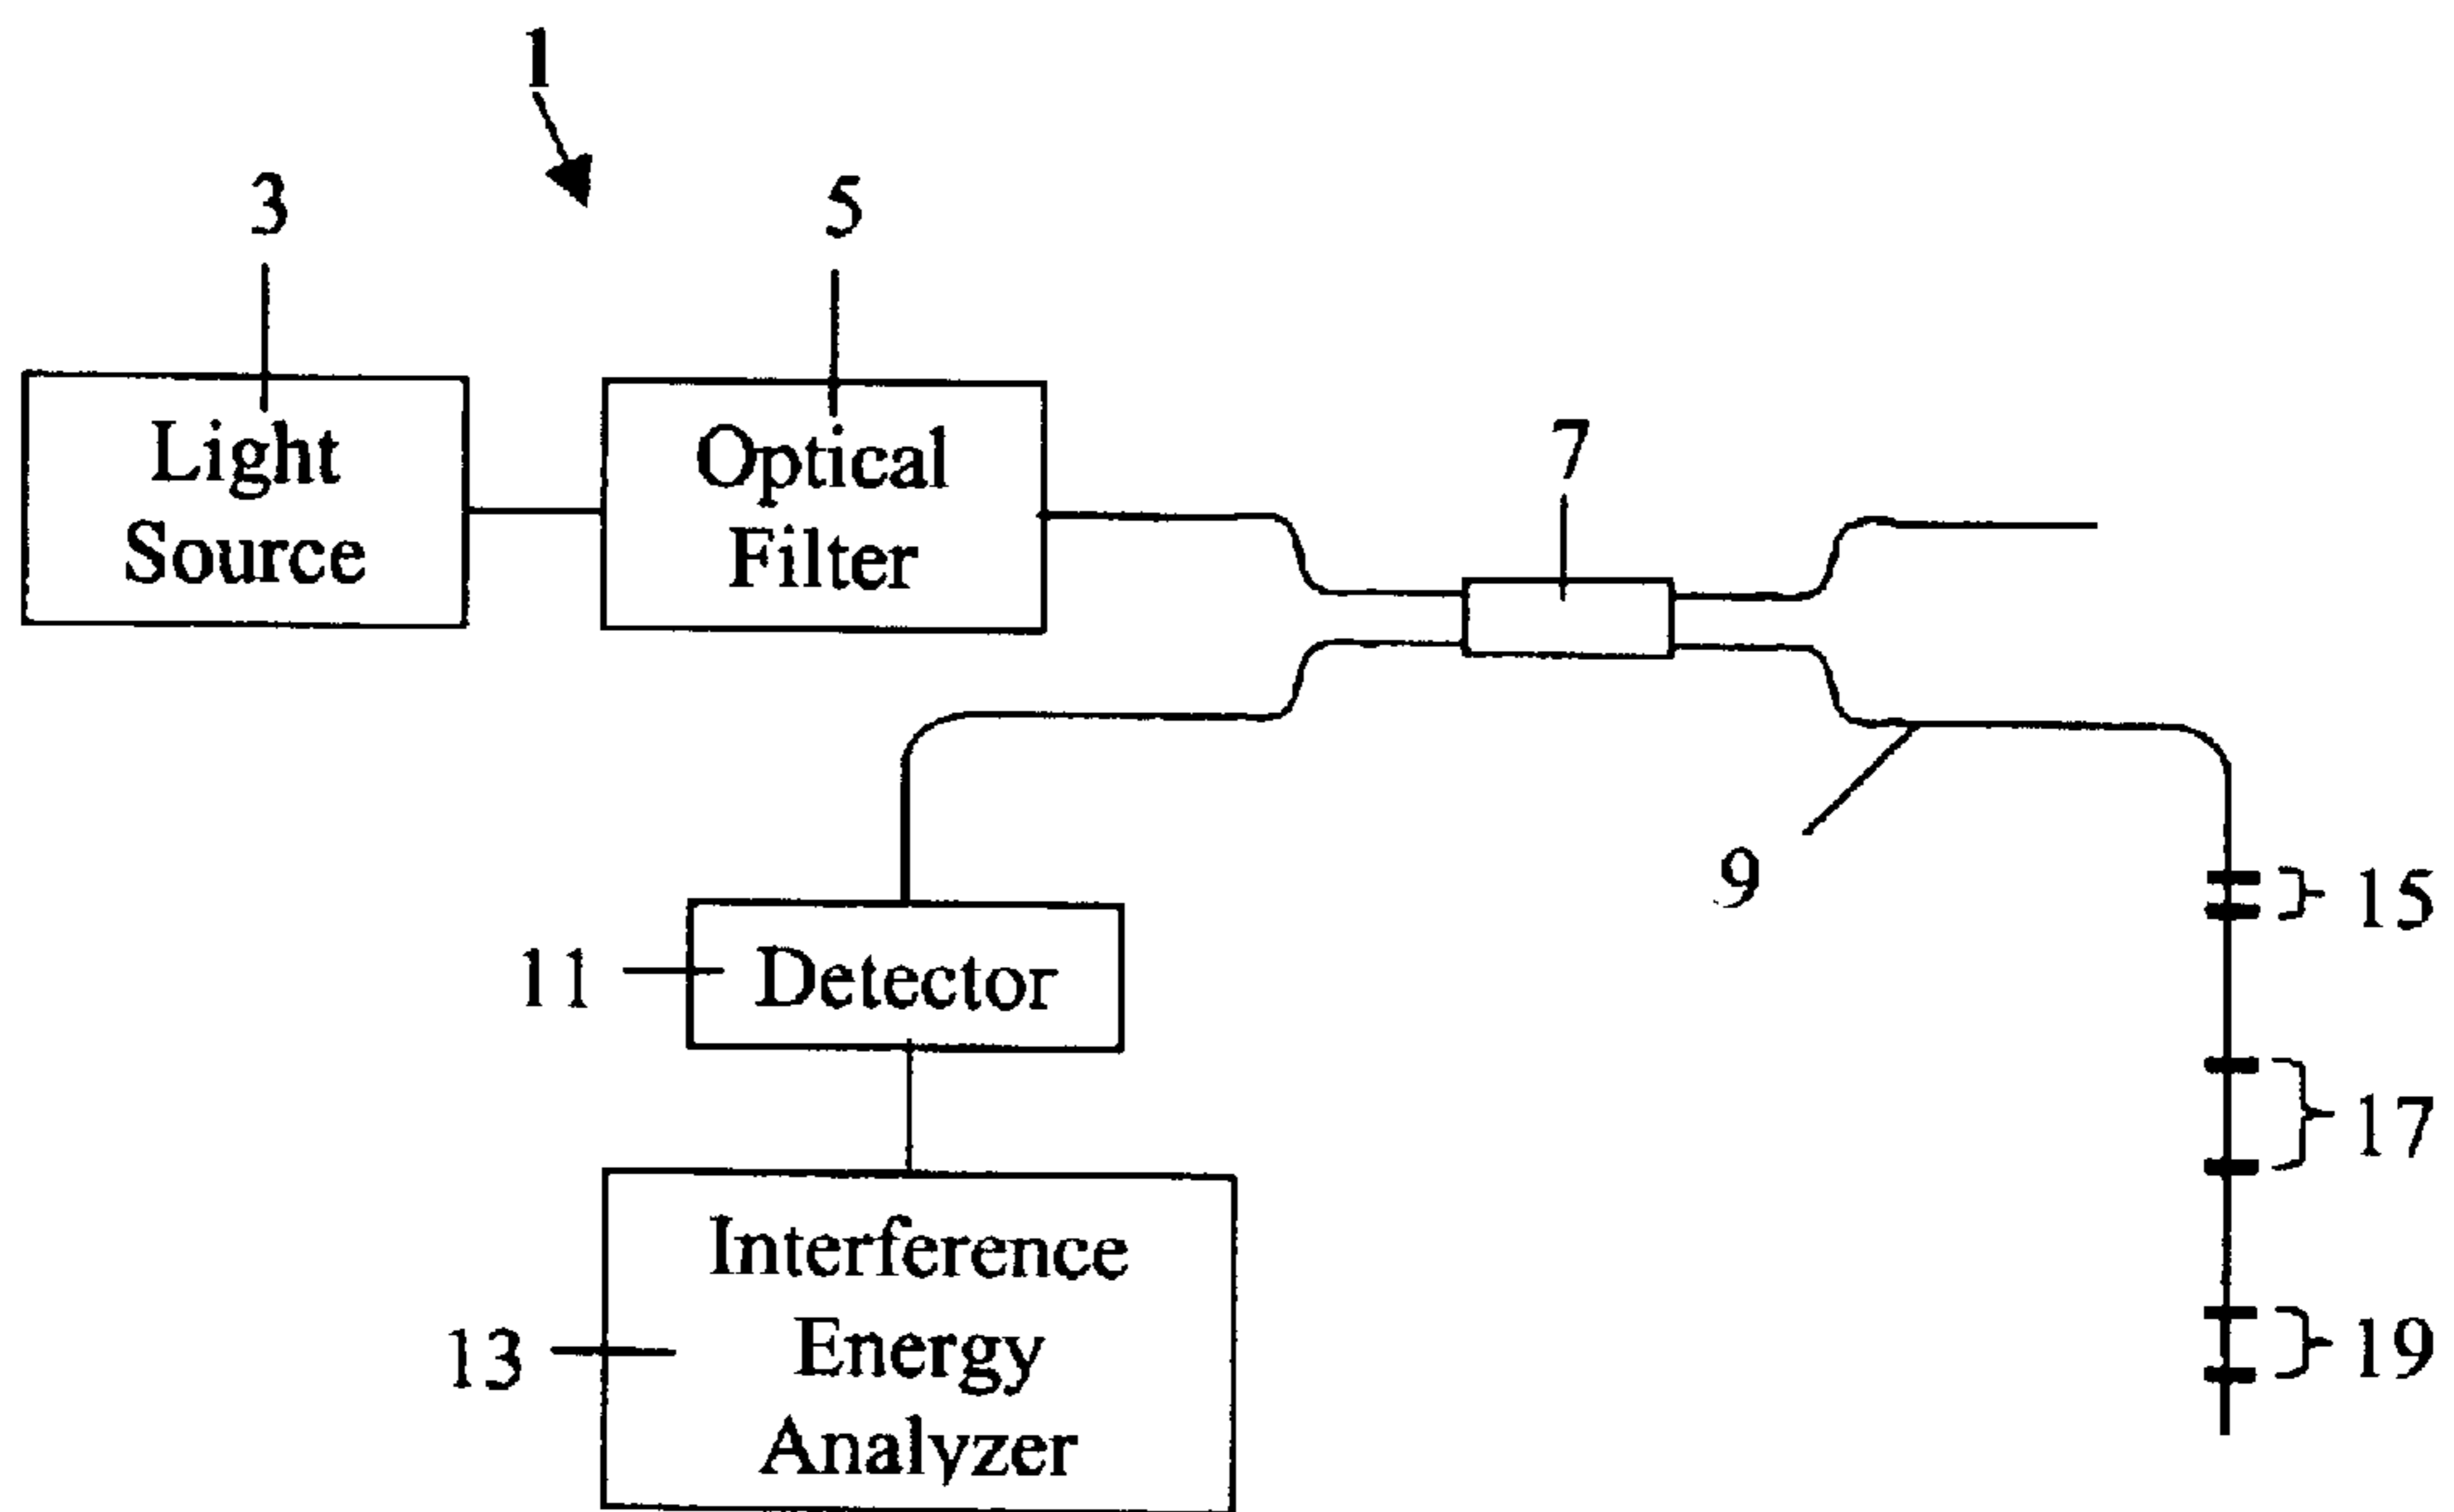 1
3
5
Light
Source
Optical
Filter
7
9
15
11
Detector
17
Interference
Energy
Analyzer
13
19